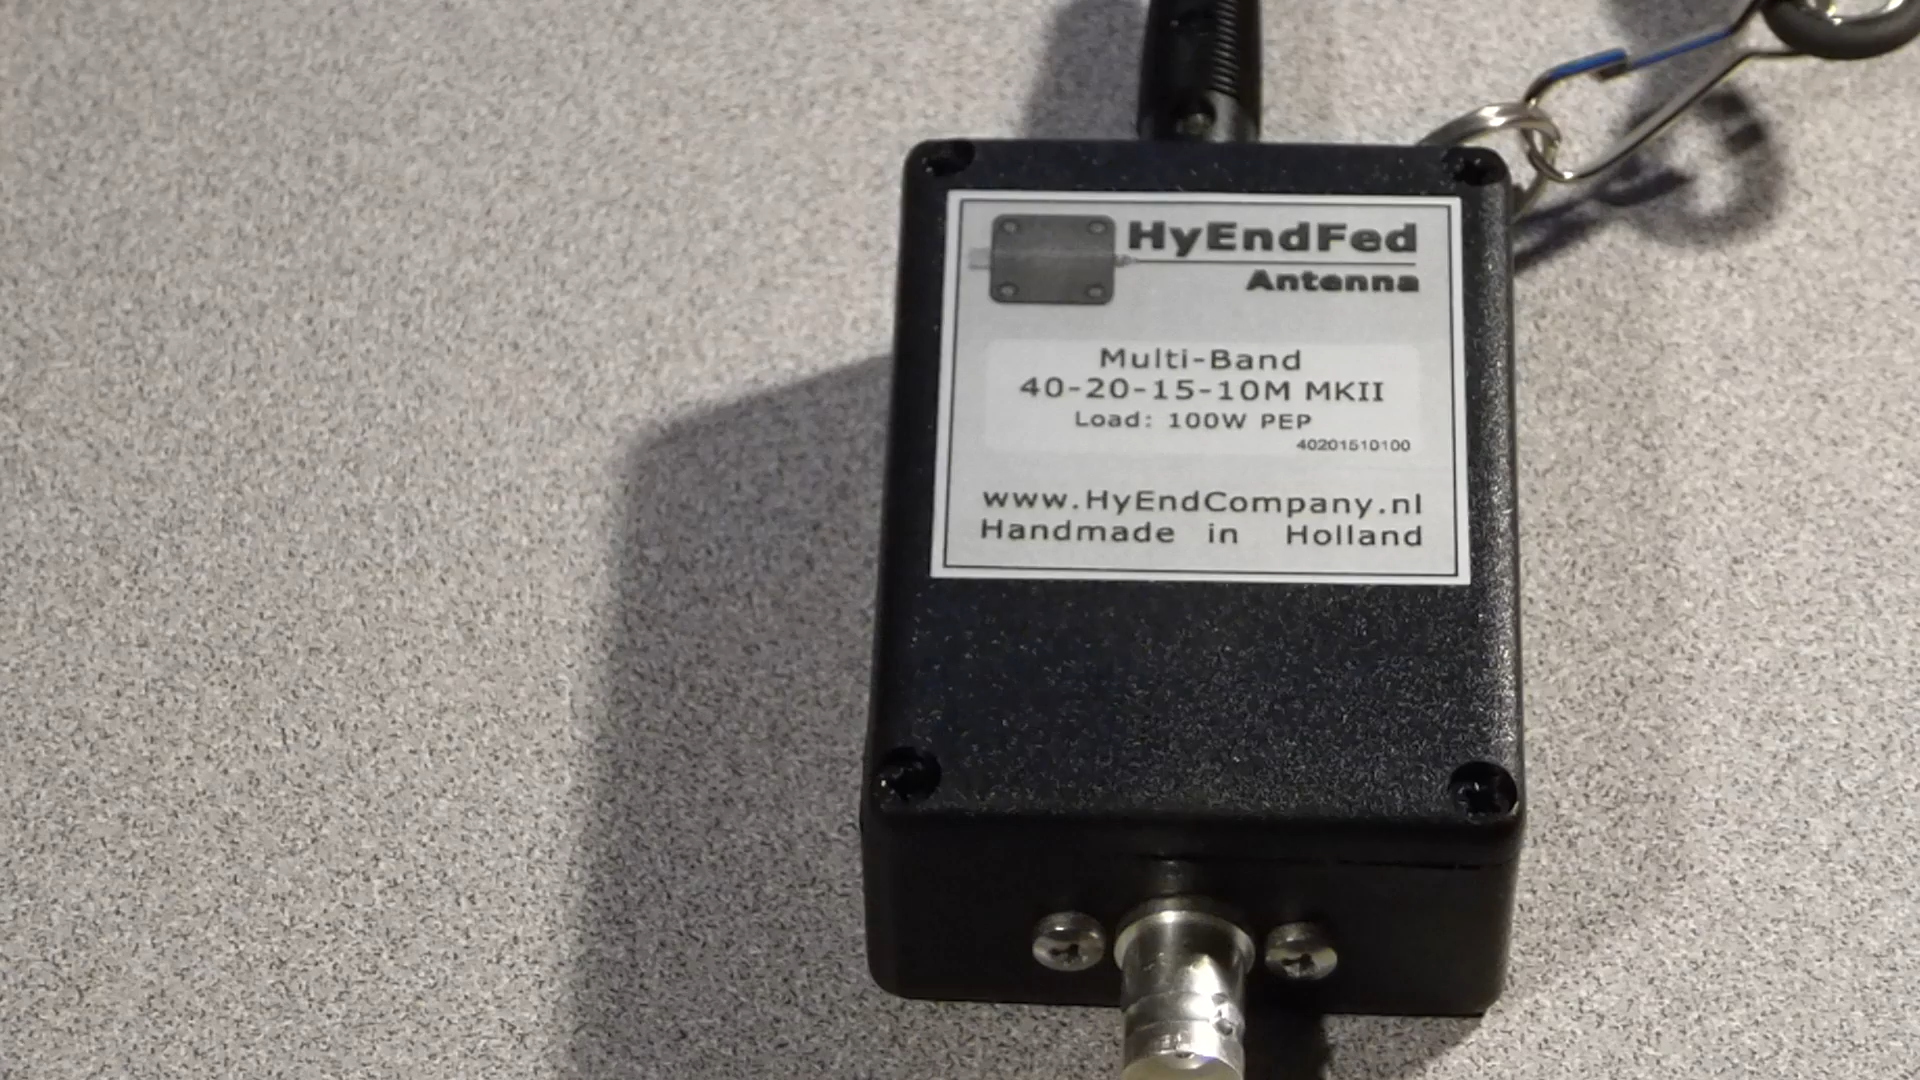 HyEndFed
Antenna
Multi-Band
40-20-15-10M MKII
Load: 100W PEP
40201510100
www.HyEndCompany.nl
Handmade in Holland